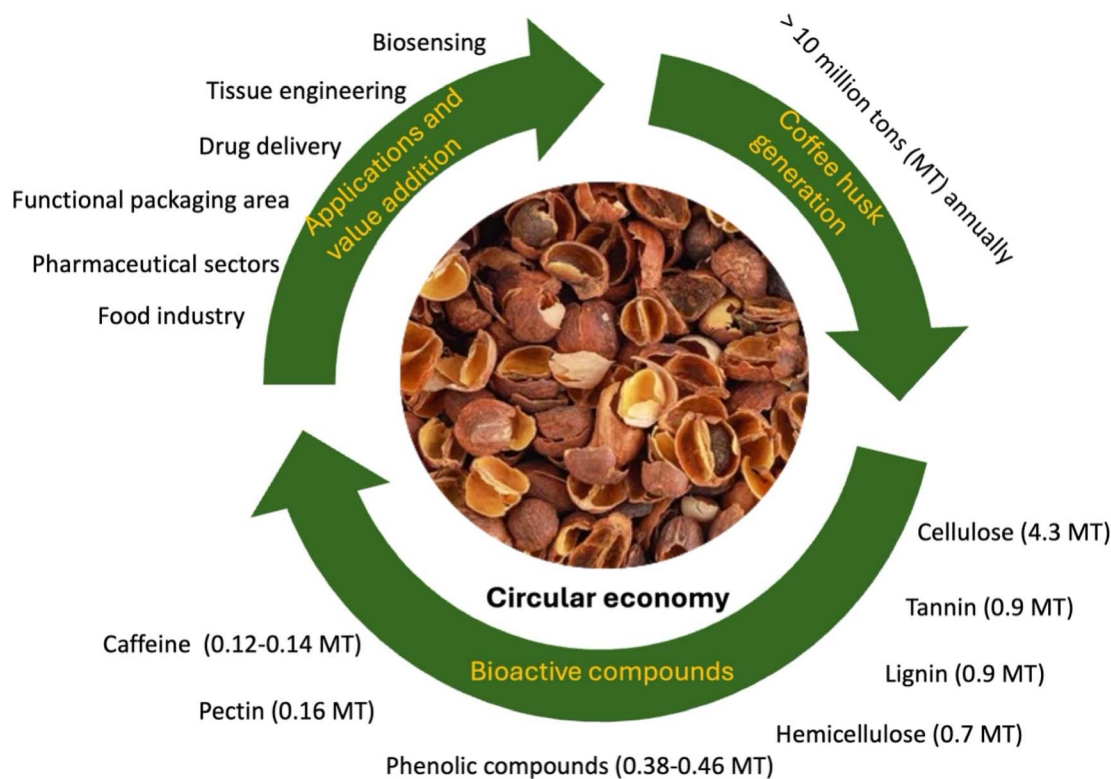 Biosensing
Tissue engineering
Drug delivery
Functional packaging area
Pharmaceutical sectors
Food industry
Applications and
value addition
Coffee husk
generation
> 10 million tons (MT) annually
Cellulose (4.3 MT)
Tannin (0.9 MT)
Lignin (0.9 MT)
Hemicellulose (0.7 MT)
Phenolic compounds (0.38-0.46 MT)
Pectin (0.16 MT)
Caffeine (0.12-0.14 MT)
Bioactive compounds
Circular economy